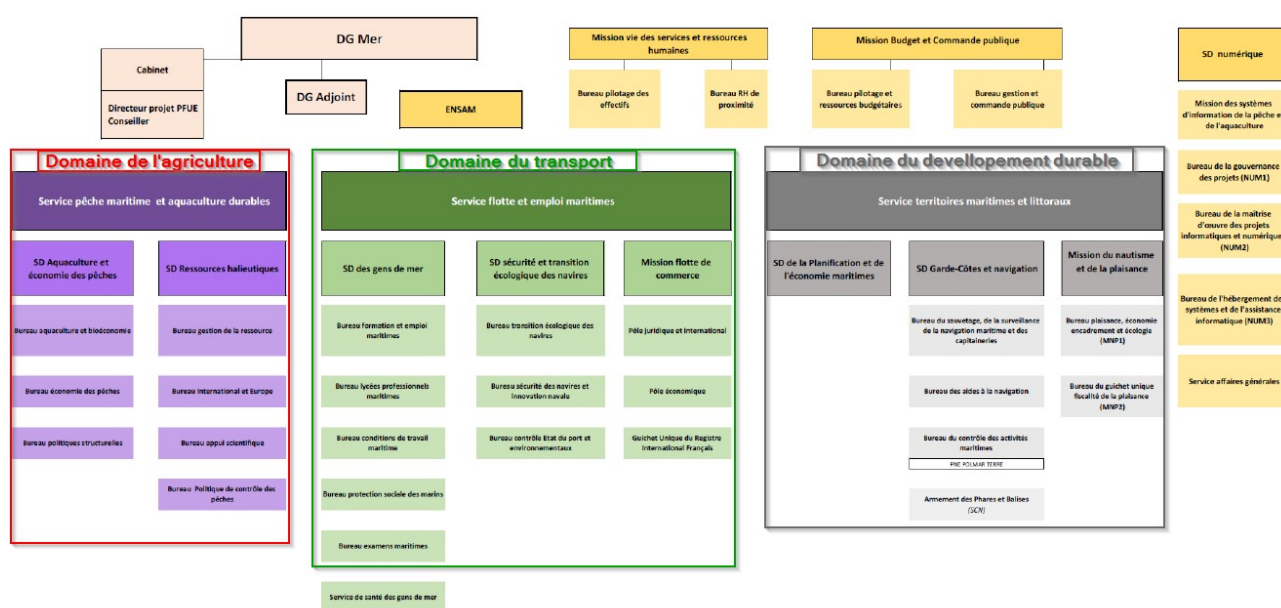 DG Mer
Cabinet
Directeur projet PFUE
Conseiller
DG Adjoint
ENSAM
Mission vie des services et ressources
humaines
Bureau pilotage des
effectifs
Bureau RH de
proximité
Mission Budget et Commande publique
Bureau pilotage et
ressources budgétaires
Bureau gestion et
commande publique
SD numérique
Mission des systèmes
d'information de la pêche e
de l'aquaculture
Bureau de la gouvernance
des projets (NUM1)
Bureau de la maîtrise
d'œuvre des projets
informatiques et numérique
(NUM2)
Bureau de l'hébergement de
systèmes et de l'assistance
informatique (NUM3)
Service affaires générales
Domaine de l'agriculture
Service pêche maritime et aquaculture durables
SD Aquaculture et
économie des pêches
Bureau aquaculture et bioéconomie
Bureau économie des pêches
Bureau politiques structurelles
SD Ressources halieutiques
Bureau gestion de la ressource
Bureau International et Europe
Bureau appui scientifique
Bureau Politique de contrôle des
pêches
Domaine du transport
Service flotte et emploi maritimes
SD des gens de mer
Bureau formation et emploi
maritimes
Bureau lycées professionnels
maritimes
Bureau conditions de travail
maritime
Bureau protection sociale des marins
Bureau examens maritimes
Service de santé des gens de mer
SD sécurité et transition
écologique des navires
Bureau transition écologique des
navires
Bureau sécurité des navires et
innovation navale
Bureau contrôle Etat du port et
environnementaux
Mission flotte de
commerce
Pôle juridique et international
Pôle économique
Guichet Unique du Registre
International Français
Domaine du devellopement durable
Service territoires maritimes et littoraux
SD de la Planification et de
l'économie maritimes
SD Garde-Côtes et navigation
Bureau du sauvetage, de la surveillance
de la navigation maritime et des
capitaineries
Bureau des aides à la navigation
Bureau du contrôle des activités
maritimes
PNE POLMAR TERRE
Armement des Phares et Balises
(SCN)
Mission du nautisme
et de la plaisance
Bureau plaisance, économie
encadrement et écologie
(MNP1)
Bureau du guichet unique
fiscalité de la plaisance
(MNP2)